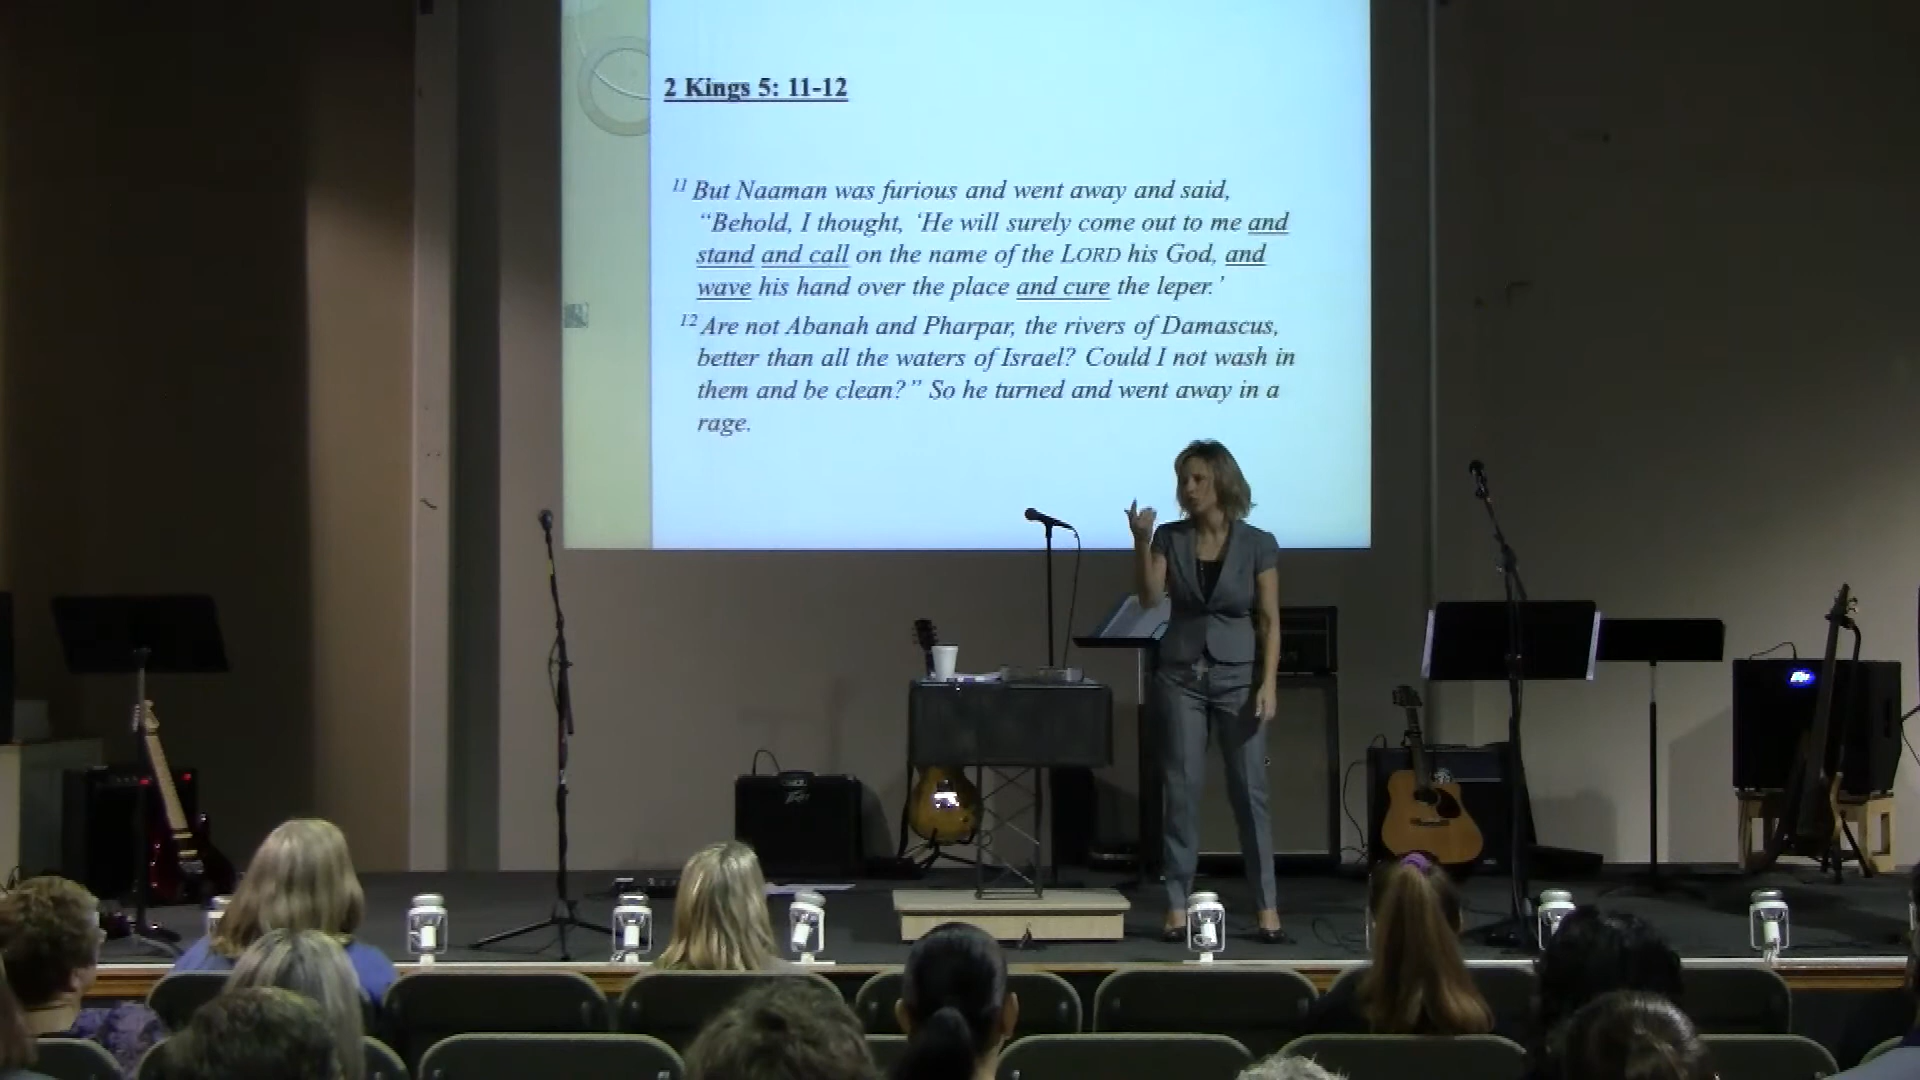 2 Kings 5: 11-12
11 But Naaman was furious and went away and said,
“Behold, I thought, ‘He will surely come out to me and
stand and call on the name of the LORD his God, and
wave his hand over the place and cure the leper.’
12 Are not Abanah and Pharpar, the rivers of Damascus,
better than all the waters of Israel? Could I not wash in
them and be clean?” So he turned and went away in a
rage.
Peavey